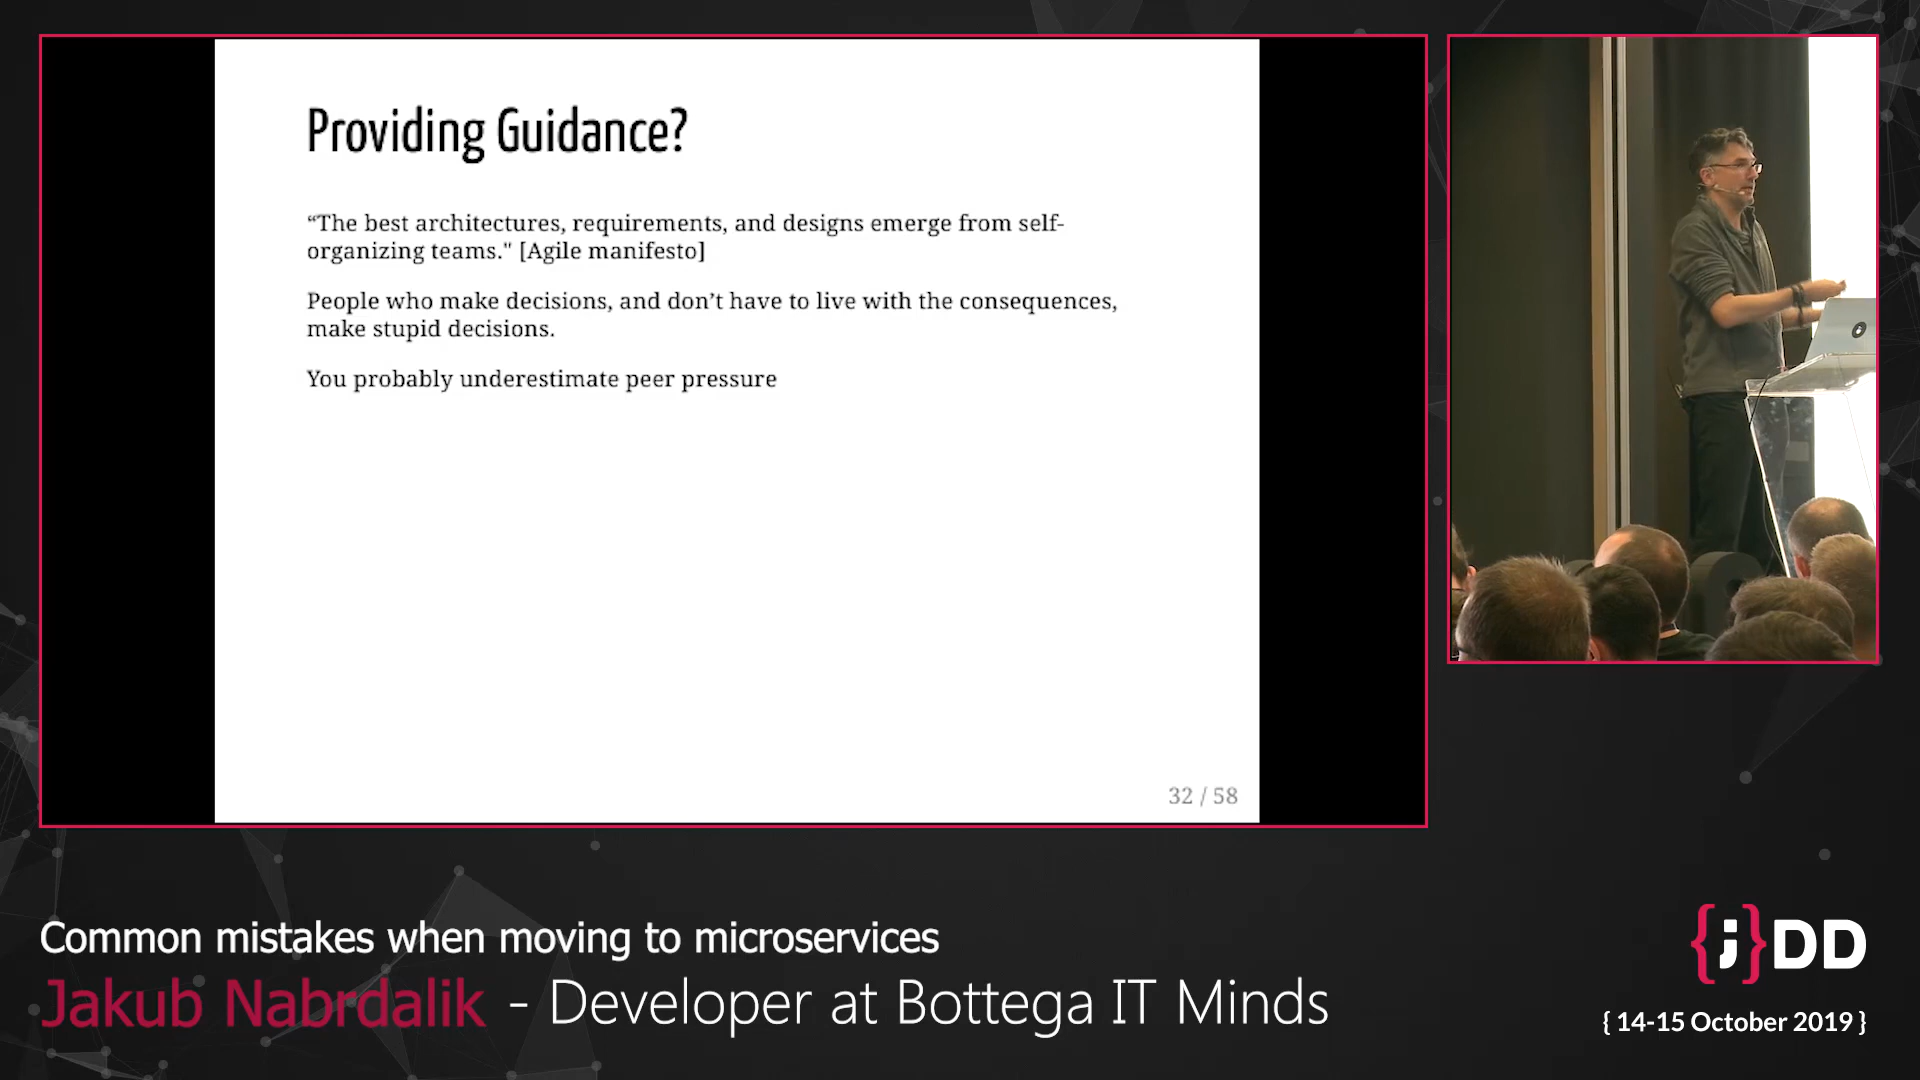 Providing Guidance?
“The best architectures, requirements, and designs emerge from self-
organizing teams." [Agile manifesto]
People who make decisions, and don’t have to live with the consequences,
make stupid decisions.
You probably underestimate peer pressure
32 / 58
Common mistakes when moving to microservices
Jakub Nabrdalik - Developer at Bottega IT Minds
{;}DD
{ 14-15 October 2019 }